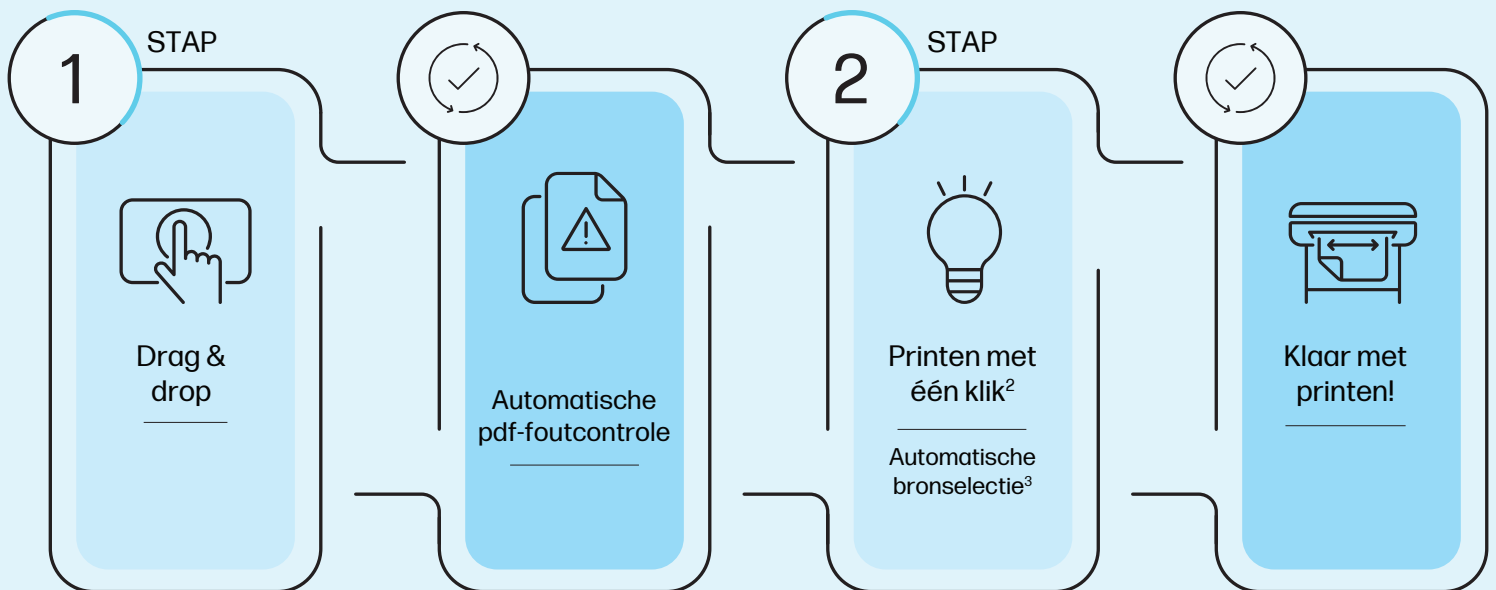 1
STAP
Drag &
drop
Automatische
pdf-foutcontrole
2
STAP
Printen met
één klik²
Automatische
bronselectie³
Klaar met
printen!